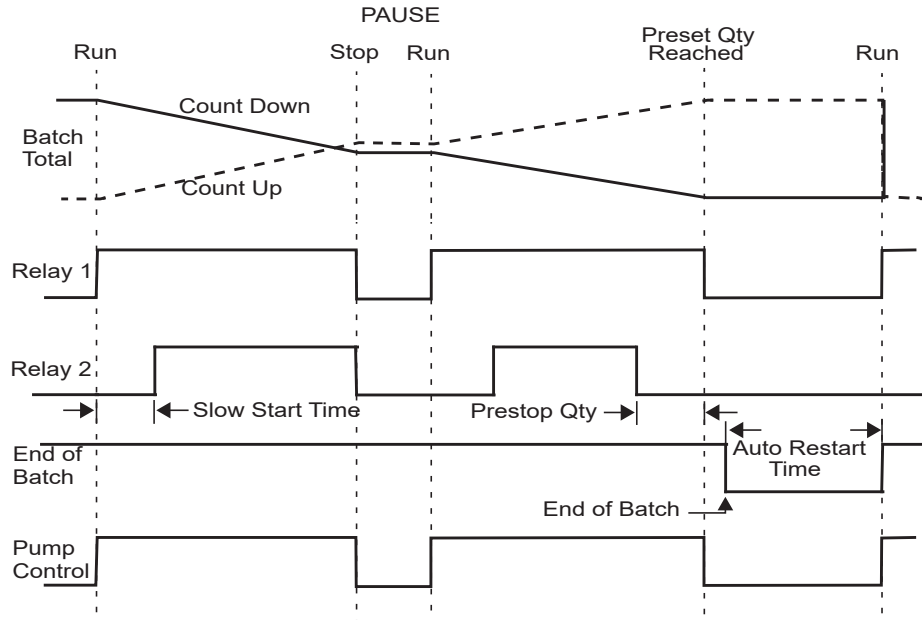 PAUSE
Run
Stop
Run
Preset Qty
Reached
Run
Count Down
Batch
Total
Count Up
Relay 1
Relay 2
Slow Start Time
Prestop Qty
End of
Batch
Auto Restart
Time
End of Batch
Pump
Control